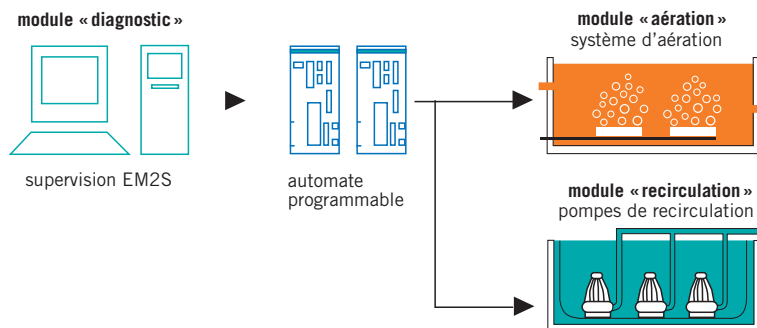 module « diagnostic »
supervision EM2S
automate
programmable
module « aération »
système d’aération
module « recirculation »
pompes de recirculation